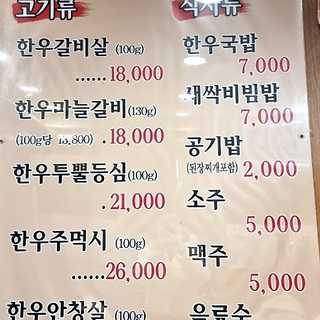 고기류
한우갈비살 (100g)
......18,000
한우마늘갈비(130g)
(100g당 13,800) .18,000
한우투뿔등심(100g)
.21,000
한우주먹시 (100g)
......26,000
한우안창살 (100g)
식사류
한우국밥
7,000
새싹비빔밥
7,000
공기밥
(된장찌개포함) 2,000
소주
5,000
맥주
5,000
음료수